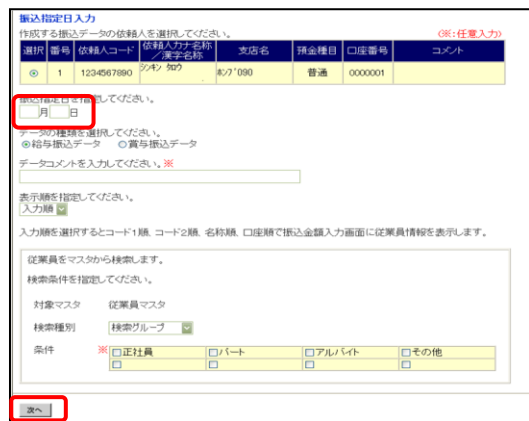 振込指定日入力
作成する振込データの依頼人を選択してください。 (※:任意入力)
選択 番号 依頼人コード 依頼人カナ名称/漢字名称 支店名 預金種目 口座番号 コメント
1 1234567890 シンキン タロウ ホンテﾞﾝ090 普通 0000001
振込指定日を指定してください。
月 日
データの種類を選択してください。
給与振込データ 賞与振込データ
データコメントを入力してください。※
表示順を指定してください。
入力順
入力順を選択するとコード1順、コード2順、名称順、口座順で振込金額入力画面に従業員情報を表示します。
従業員をマスタから検索します。
検索条件を指定してください。
対象マスタ 従業員マスタ
検索種別 検索グループ
条件 ※ 正社員 パート アルバイト その他
次へ